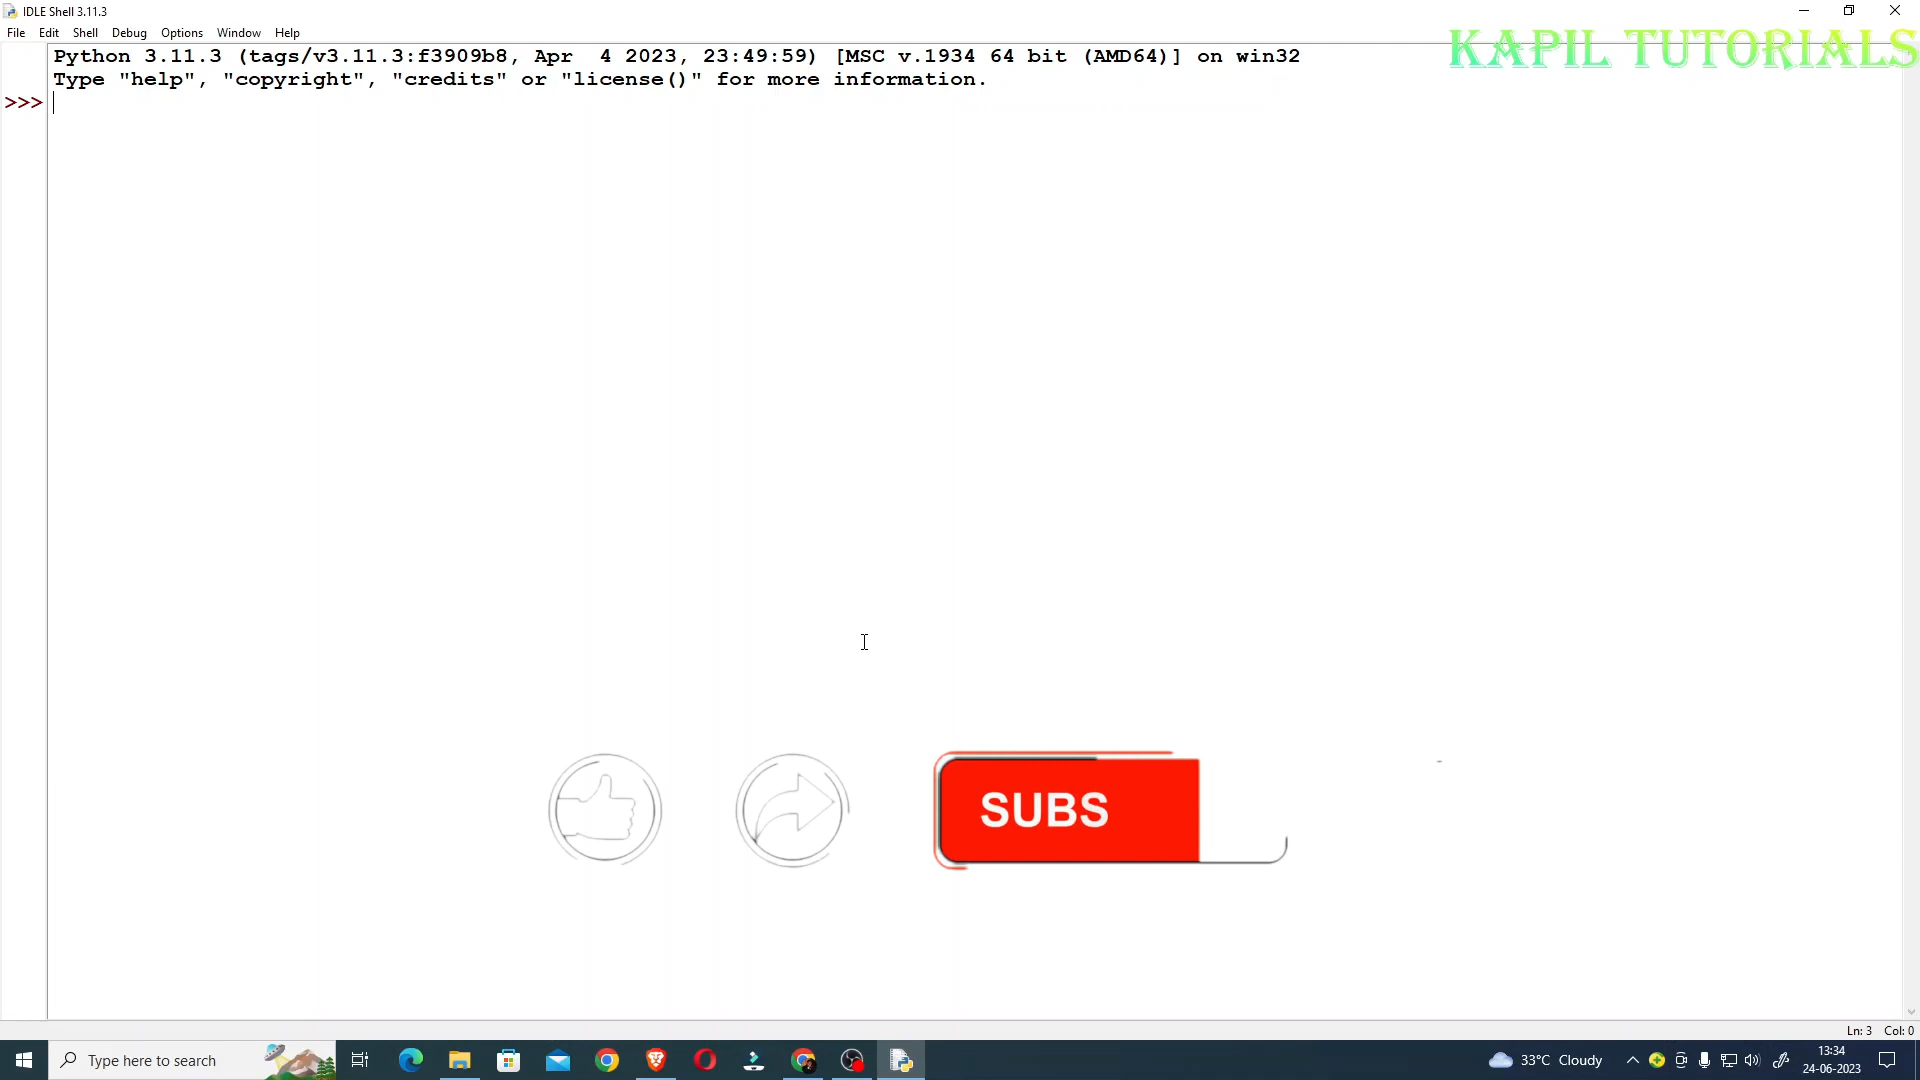 IDLE Shell 3.11.3
File Edit Shell Debug Options Window Help
KAPIL TUTORIALS
Python 3.11.3 (tags/v3.11.3:f3909b8, Apr  4 2023, 23:49:59) [MSC v.1934 64 bit (AMD64)] on win32
Type "help", "copyright", "credits" or "license()" for more information.
>>>
SUBS
Ln: 3 Col: 0
Type here to search
33°C Cloudy
13:34
24-06-2023